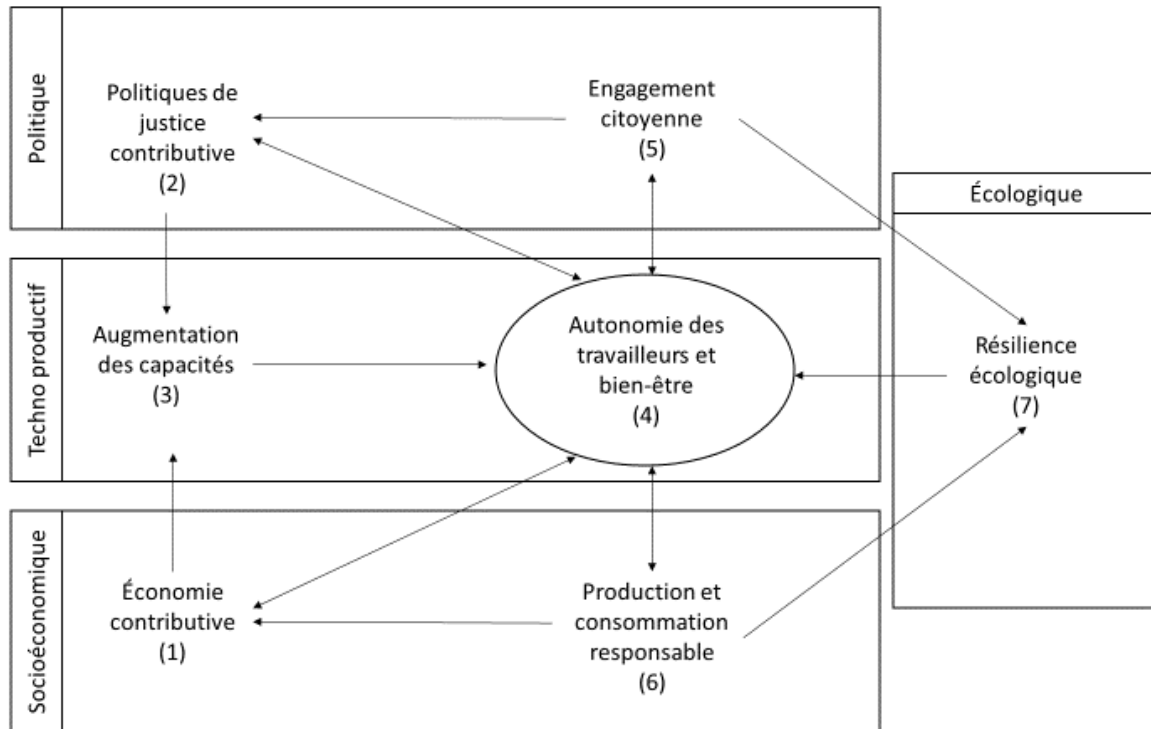 Politique
Politiques de
justice
contributive
(2)
Engagement
citoyenne
(5)
Écologique
Résilience
écologique
(7)
Techno productif
Augmentation
des capacités
(3)
Autonomie des
travailleurs et
bien-être
(4)
Socioéconomique
Économie
contributive
(1)
Production et
consommation
responsable
(6)